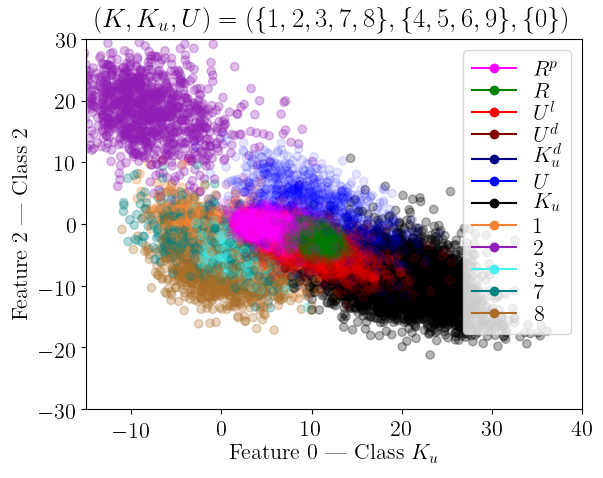 (K, K_u, U) = ({1, 2, 3, 7, 8}, {4, 5, 6, 9}, {0})
Feature 2 — Class 2
30
20
10
0
−10
−20
−30
R^p
R
U^l
U^d
K_u^d
U
K_u
1
2
3
7
8
−10
0
10
20
30
40
Feature 0 — Class K_u